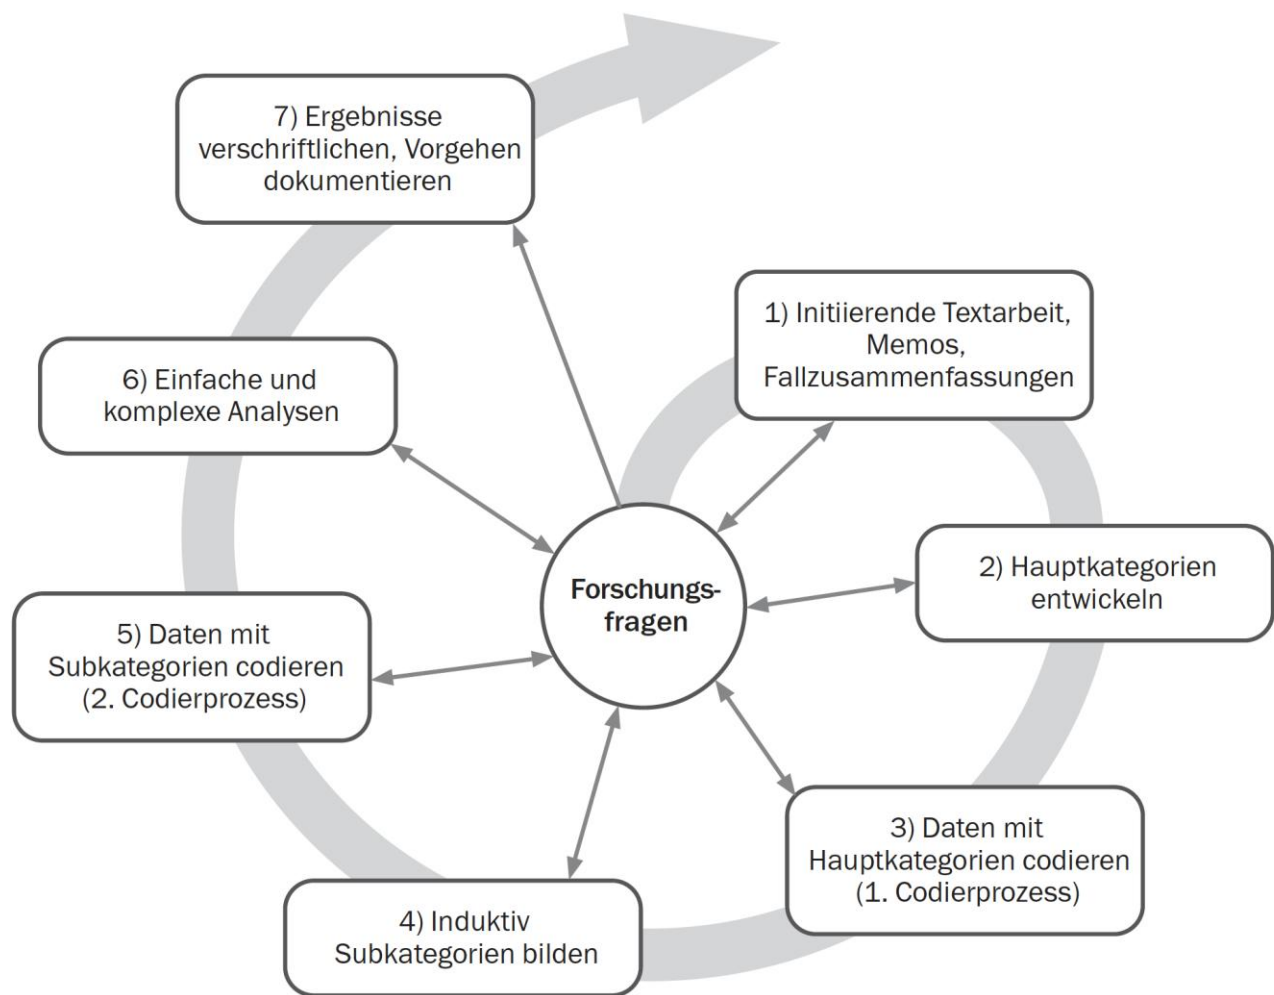 7) Ergebnisse
verschriftlichen, Vorgehen
dokumentieren
1) Initiierende Textarbeit,
Memos,
Fallzusammenfassungen
6) Einfache und
komplexe Analysen
2) Hauptkategorien
entwickeln
Forschungs-
fragen
5) Daten mit
Subkategorien codieren
(2. Codierprozess)
3) Daten mit
Hauptkategorien codieren
(1. Codierprozess)
4) Induktiv
Subkategorien bilden